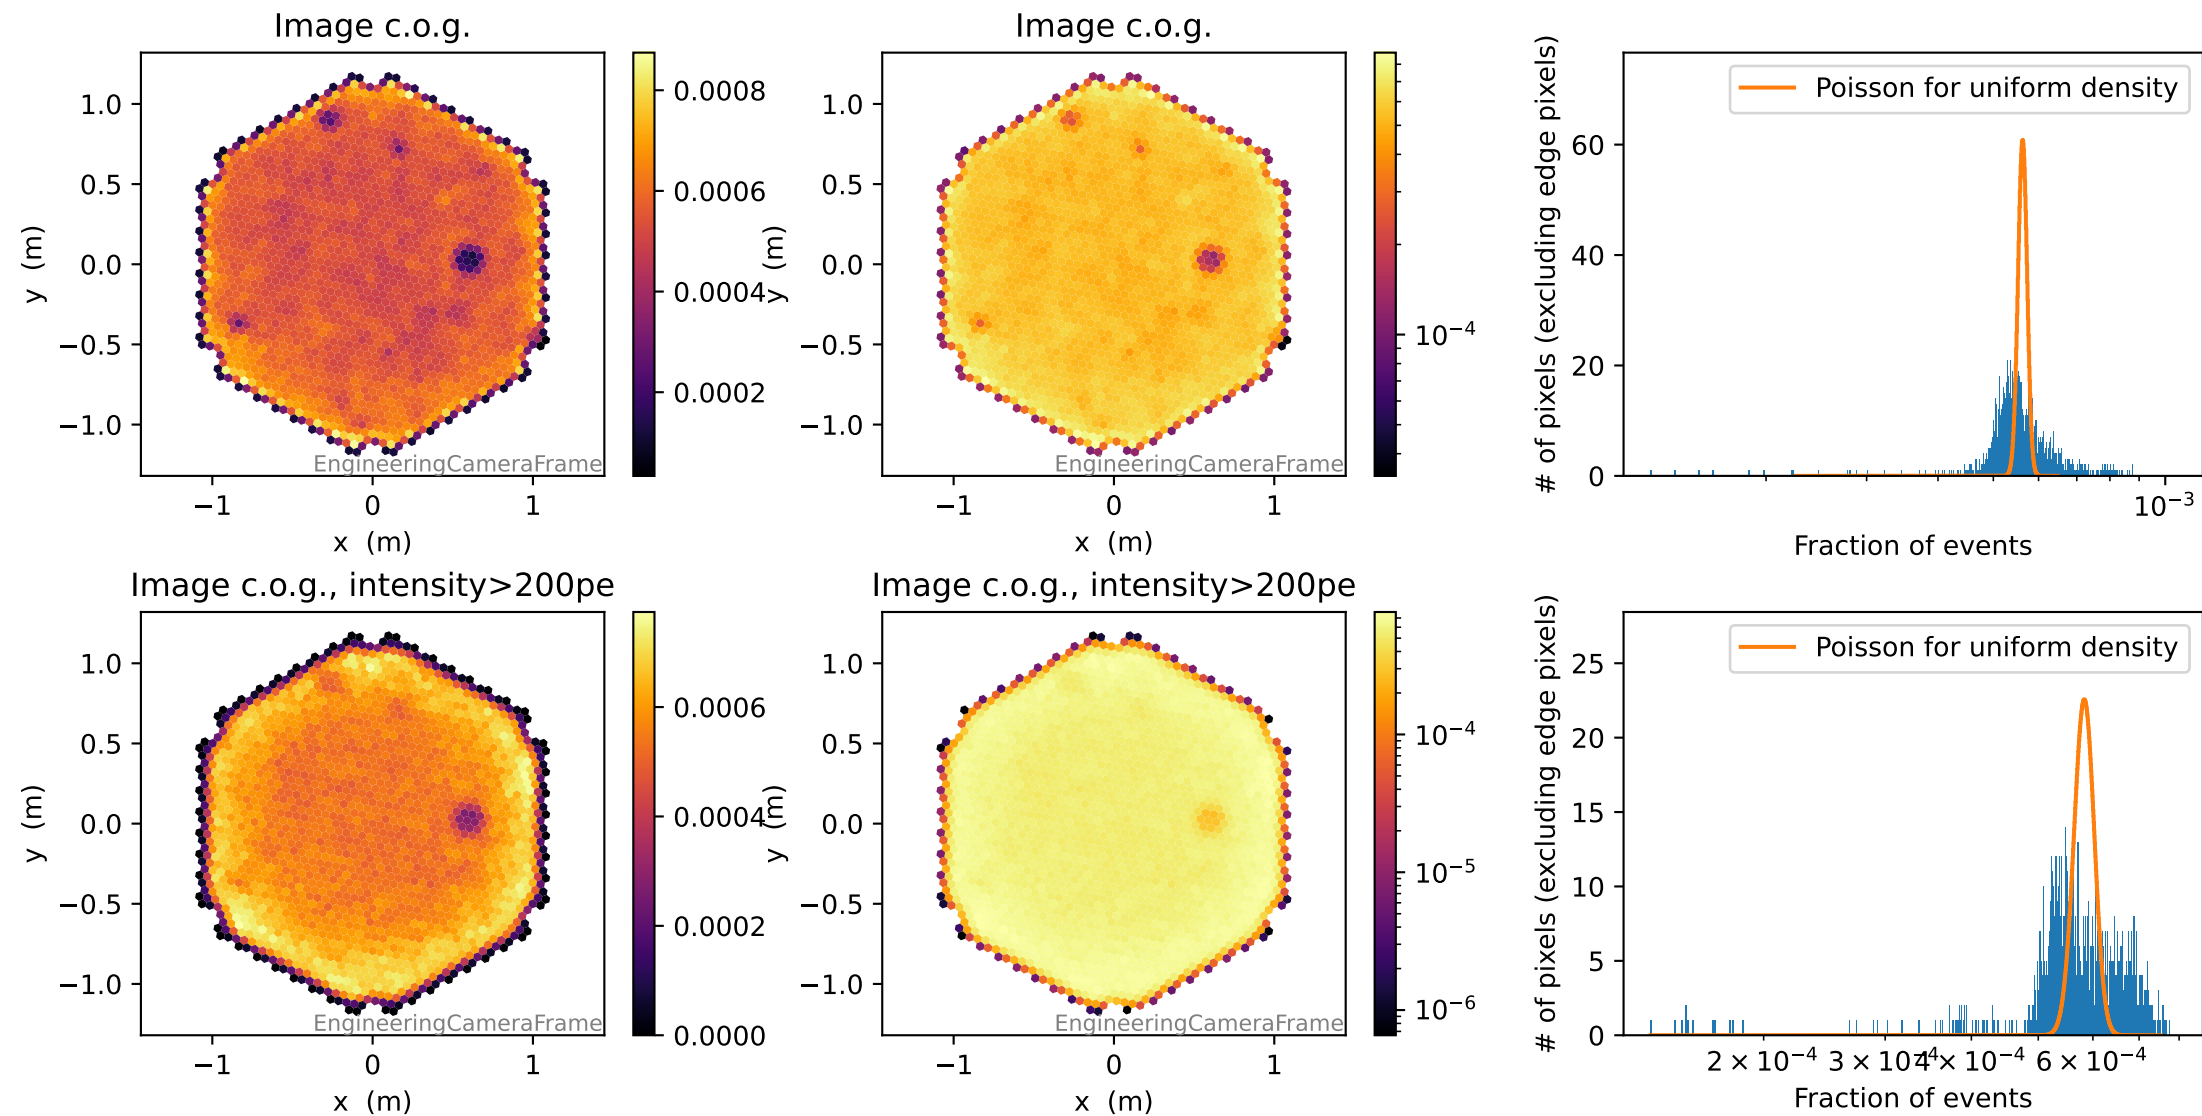 Image c.o.g.
1.0
0.5
0.0
−0.5
−1.0
y (m)
−1
0
1
x (m)
EngineeringCameraFrame
0.0008
0.0006
0.0004
0.0002
Image c.o.g.
1.0
0.5
0.0
−0.5
−1.0
y (m)
−1
0
1
x (m)
EngineeringCameraFrame
10⁻⁴
# of pixels (excluding edge pixels)
60
40
20
0
Poisson for uniform density
10⁻³
Fraction of events
Image c.o.g., intensity>200pe
1.0
0.5
0.0
−0.5
−1.0
y (m)
−1
0
1
x (m)
EngineeringCameraFrame
0.0006
0.0004
0.0002
0.0000
Image c.o.g., intensity>200pe
1.0
0.5
0.0
−0.5
−1.0
y (m)
−1
0
1
x (m)
EngineeringCameraFrame
10⁻⁴
10⁻⁵
10⁻⁶
# of pixels (excluding edge pixels)
25
20
15
10
5
0
Poisson for uniform density
2 × 10⁻⁴
3 × 10⁻⁴
4 × 10⁻⁴
6 × 10⁻⁴
Fraction of events